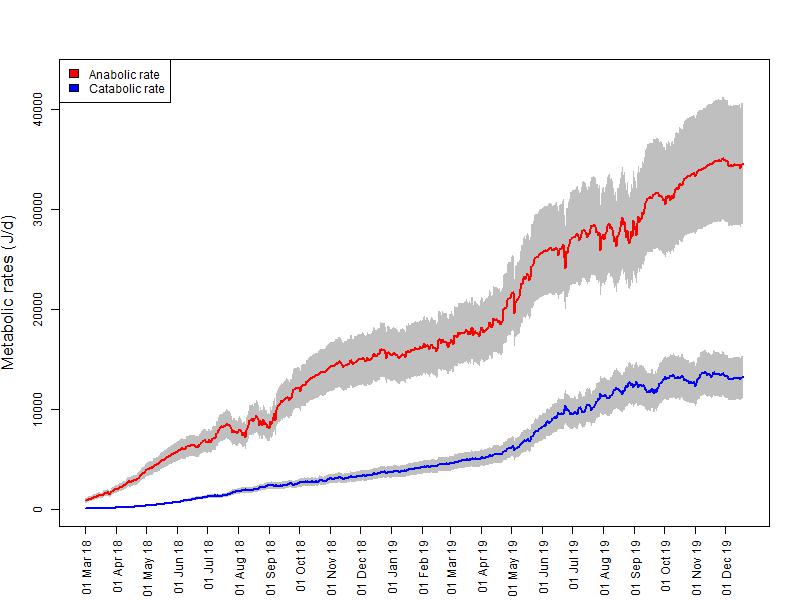 Anabolic rate
Catabolic rate
Metabolic rates (J/d)
40000
30000
20000
10000
0
01 Mar 18
01 Apr 18
01 May 18
01 Jun 18
01 Jul 18
01 Aug 18
01 Sep 18
01 Oct 18
01 Nov 18
01 Dec 18
01 Jan 19
01 Feb 19
01 Mar 19
01 Apr 19
01 May 19
01 Jun 19
01 Jul 19
01 Aug 19
01 Sep 19
01 Oct 19
01 Nov 19
01 Dec 19